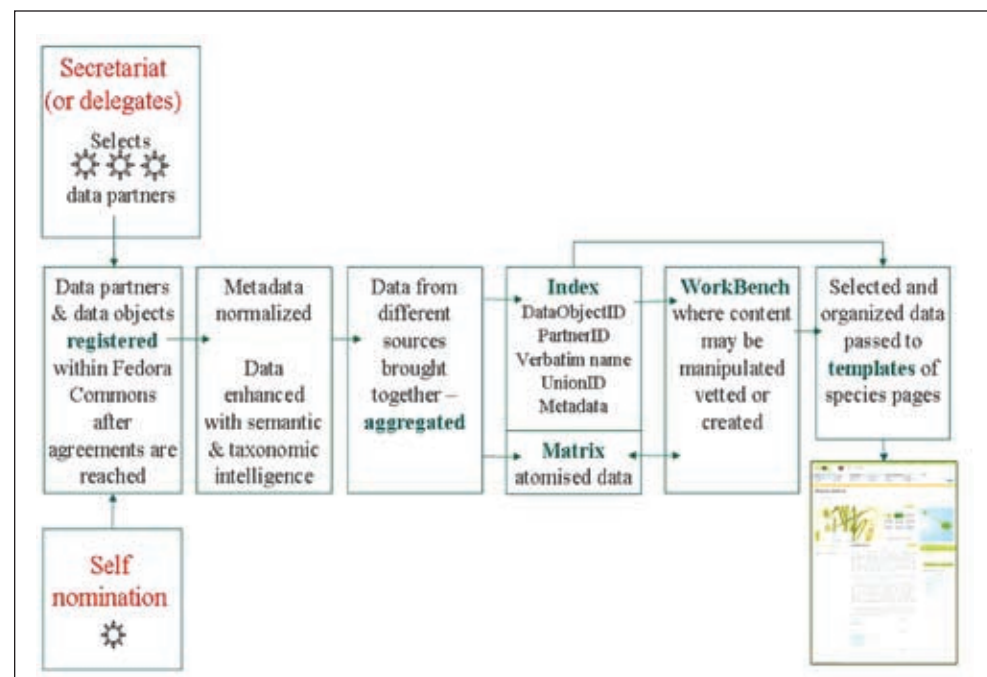 Secretariat
(or delegates)
Selects
data partners
Data partners
& data objects
registered
within Fedora
Commons
after
agreements are
reached
Metadata
normalized
Data
enhanced
with semantic
& taxonomic
intelligence
Data from
different
sources
brought
together –
aggregated
Index
DataObjectID
PartnerID
Verbatim name
UnionID
Metadata
Matrix
atomised data
WorkBench
where content
may be
manipulated
vetted or
created
Selected and
organized data
passed to
templates of
species pages
Self
nomination